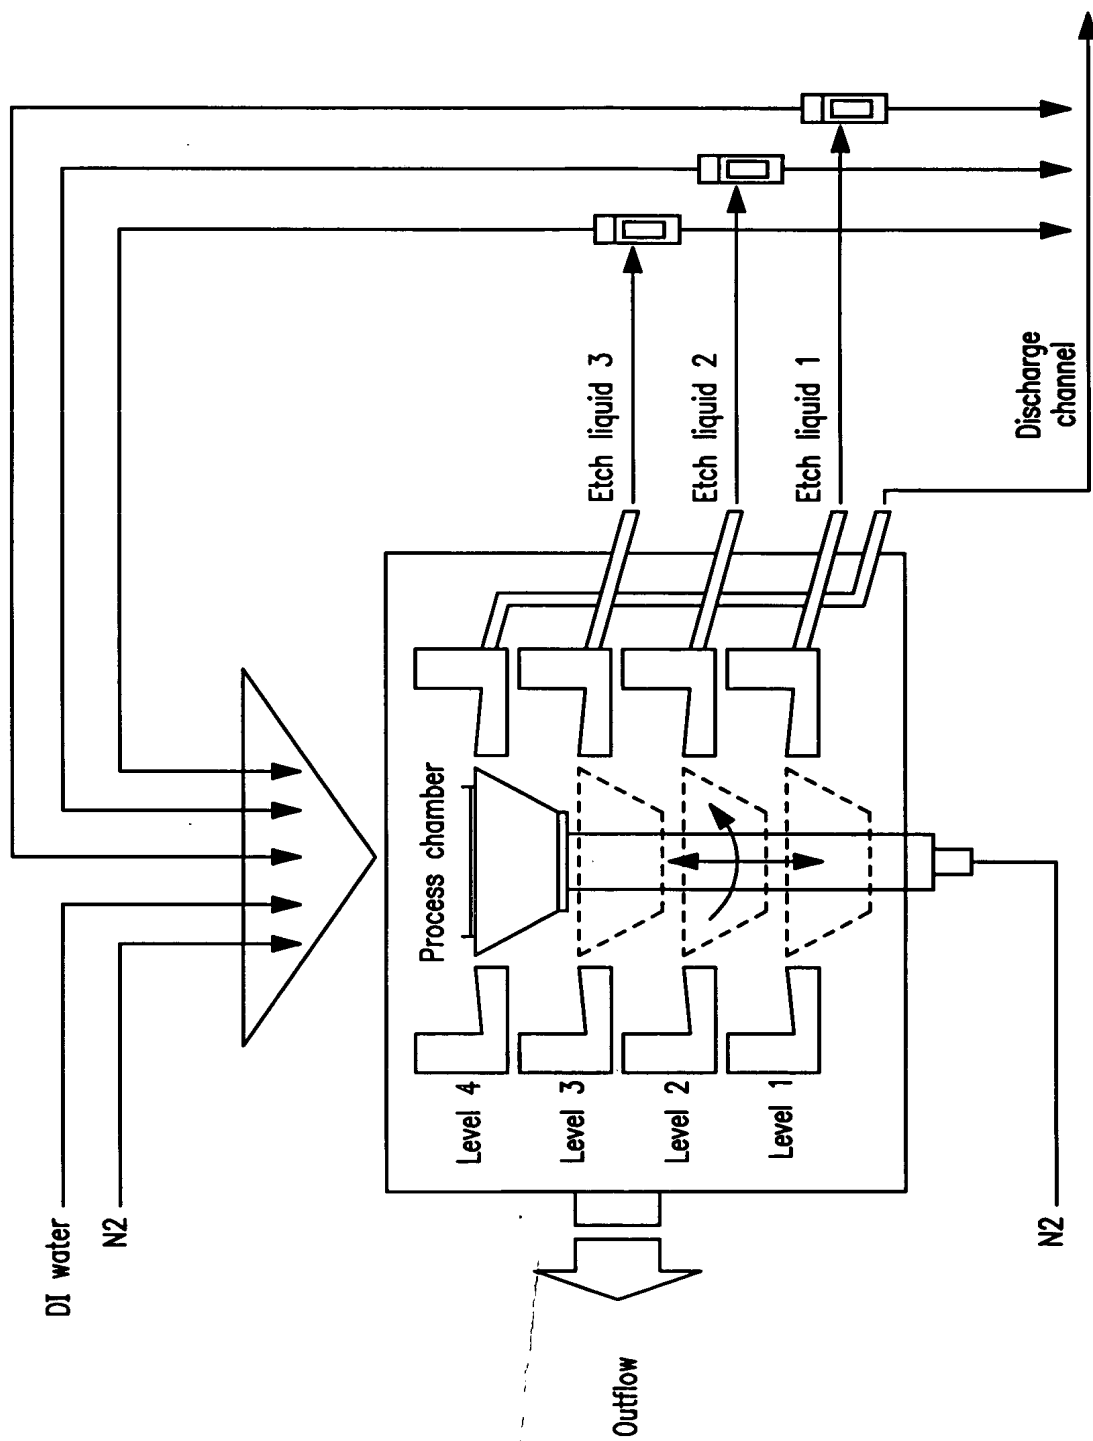 DI water
N2
Process chamber
Level 4
Level 3
Level 2
Level 1
Etch liquid 3
Etch liquid 2
Etch liquid 1
Discharge
channel
Outflow
N2